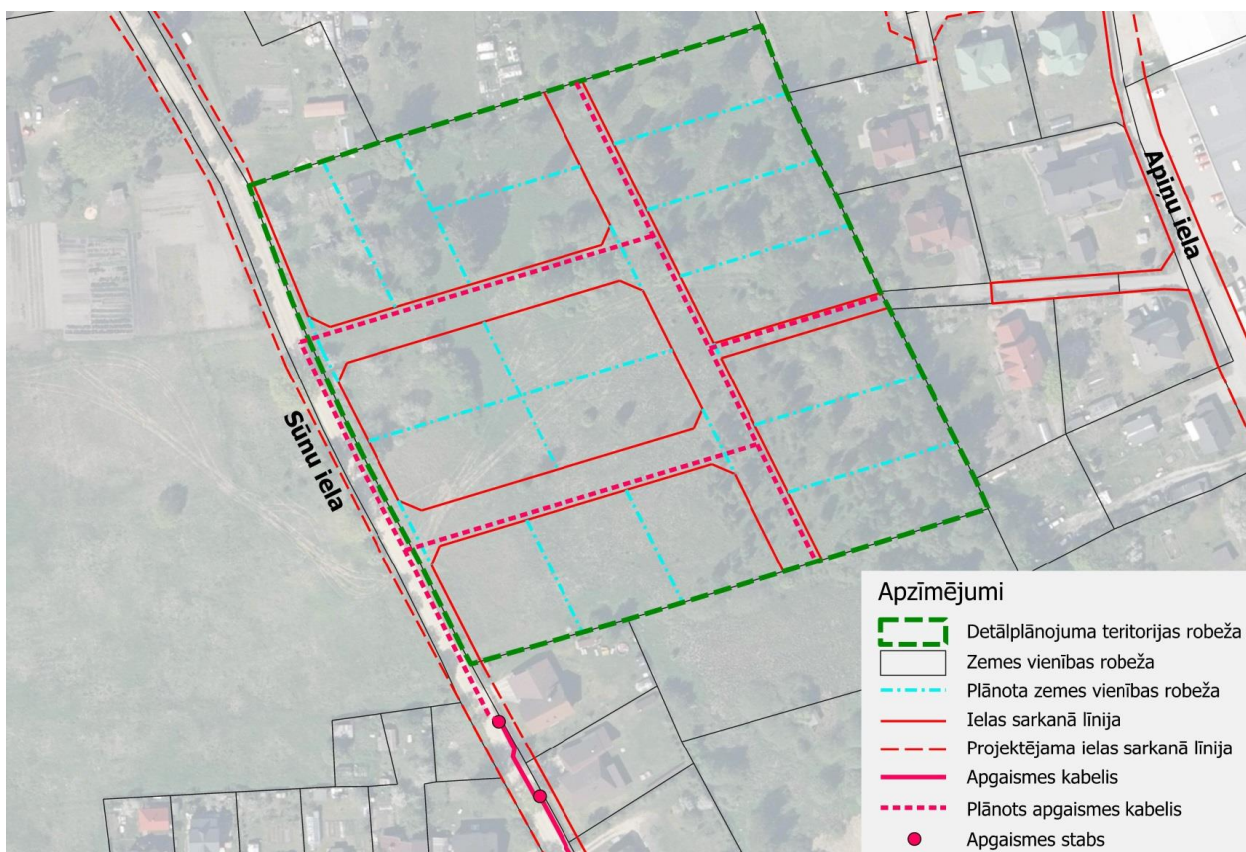 Apiņu iela
Sūnu iela
Apzīmējumi
Detālplānojuma teritorijas robeža
Zemes vienības robeža
Plānota zemes vienības robeža
Ielas sarkanā līnija
Projektējama ielas sarkanā līnija
Apgaismes kabelis
Plānots apgaismes kabelis
Apgaismes stabs